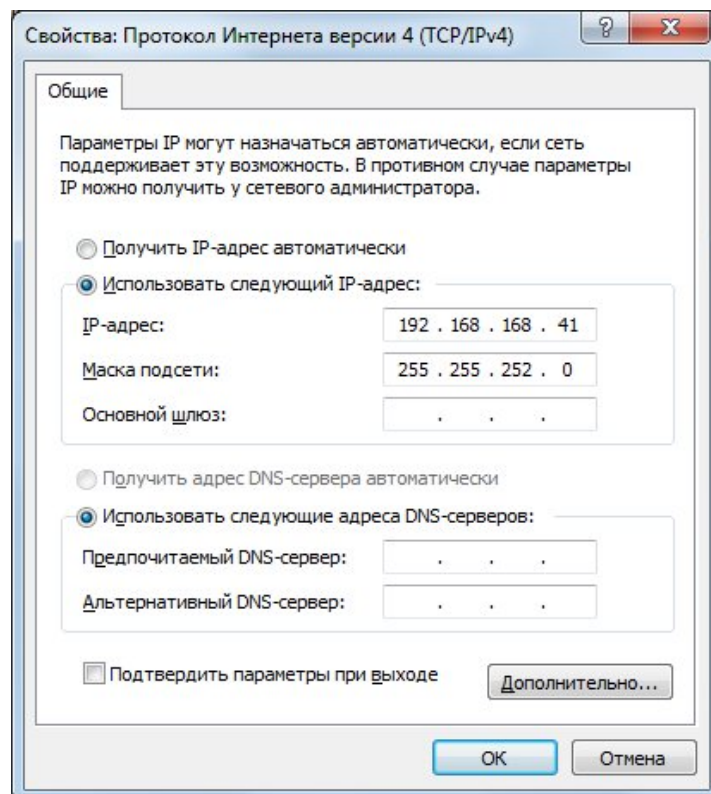 Свойства: Протокол Интернета версии 4 (TCP/IPv4)
Общие
Параметры IP могут назначаться автоматически, если сеть
поддерживает эту возможность. В противном случае параметры
IP можно получить у сетевого администратора.
Получить IP-адрес автоматически
Использовать следующий IP-адрес:
IP-адрес: 192 . 168 . 168 . 41
Маска подсети: 255 . 255 . 252 . 0
Основной шлюз: . . .
Получить адрес DNS-сервера автоматически
Использовать следующие адреса DNS-серверов:
Предпочитаемый DNS-сервер: . . .
Альтернативный DNS-сервер: . . .
Подтвердить параметры при выходе
Дополнительно...
ОК Отмена